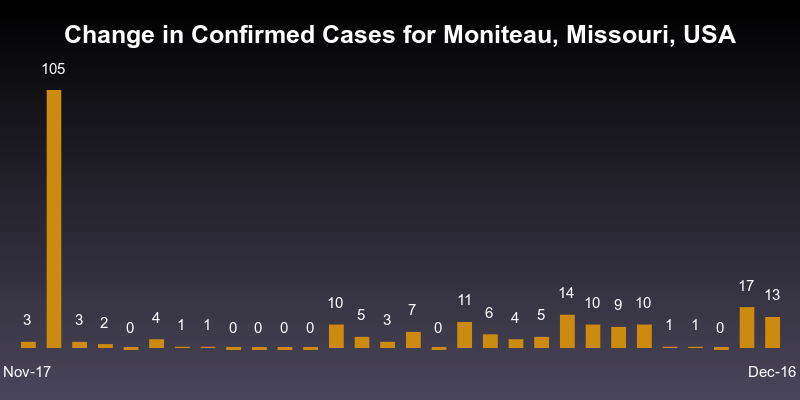 Change in Confirmed Cases for Moniteau, Missouri, USA
3 105 3 2 0 4 1 1 0 0 0 0 10 5 3 7 0 11 6 4 5 14 10 9 10 1 1 0 17 13
Nov-17 Dec-16